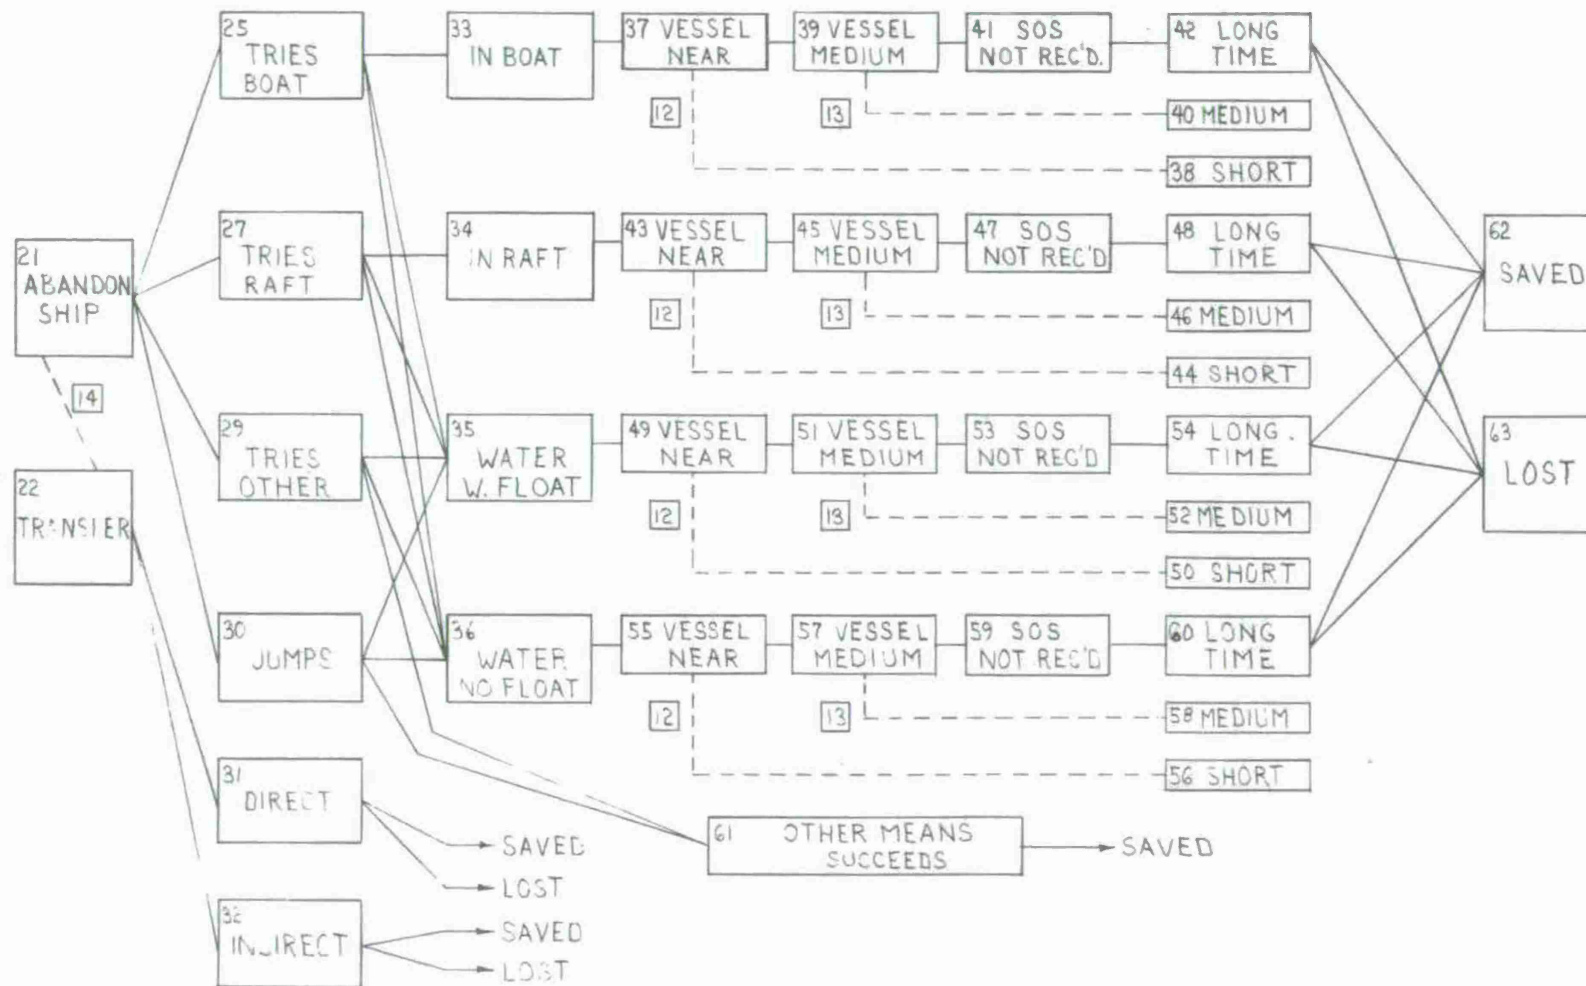 25
TRIES
BOAT
33
IN BOAT
37 VESSEL
NEAR
39 VESSEL
MEDIUM
41 SOS
NOT REC'D.
42 LONG
TIME
12
13
40 MEDIUM
38 SHORT
21
ABANDON
SHIP
27
TRIES
RAFT
34
IN RAFT
43 VESSEL
NEAR
45 VESSEL
MEDIUM
47 SOS
NOT REC'D
48 LONG
TIME
62
SAVED
12
13
46 MEDIUM
44 SHORT
14
29
TRIES
OTHER
35
WATER
W. FLOAT
49 VESSEL
NEAR
51 VESSEL
MEDIUM
53 SOS
NOT REC'D
54 LONG.
TIME
63
LOST
22
TRANSFER
12
13
52 MEDIUM
50 SHORT
30
JUMPS
36
WATER
NO FLOAT
55 VESSEL
NEAR
57 VESSEL
MEDIUM
59 SOS
NOT REC'D
60 LONG
TIME
12
13
58 MEDIUM
56 SHORT
31
DIRECT
SAVED
LOST
61 OTHER MEANS
SUCCEEDS
SAVED
32
INDIRECT
SAVED
LOST